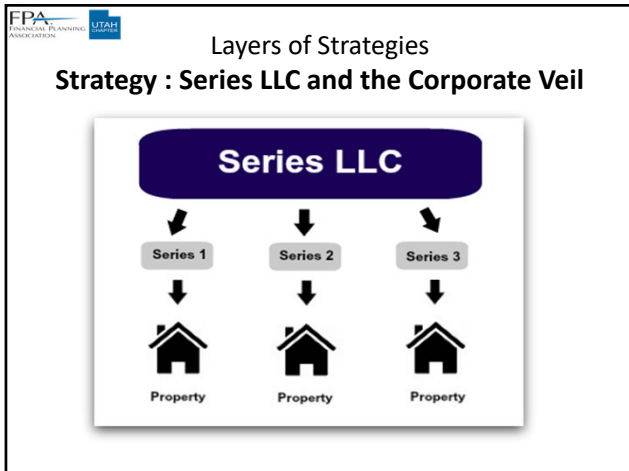 FPA.
FINANCIAL PLANNING
ASSOCIATION
UTAH
CHAPTER
Layers of Strategies
Strategy : Series LLC and the Corporate Veil
Series LLC
Series 1 Series 2 Series 3
Property Property Property